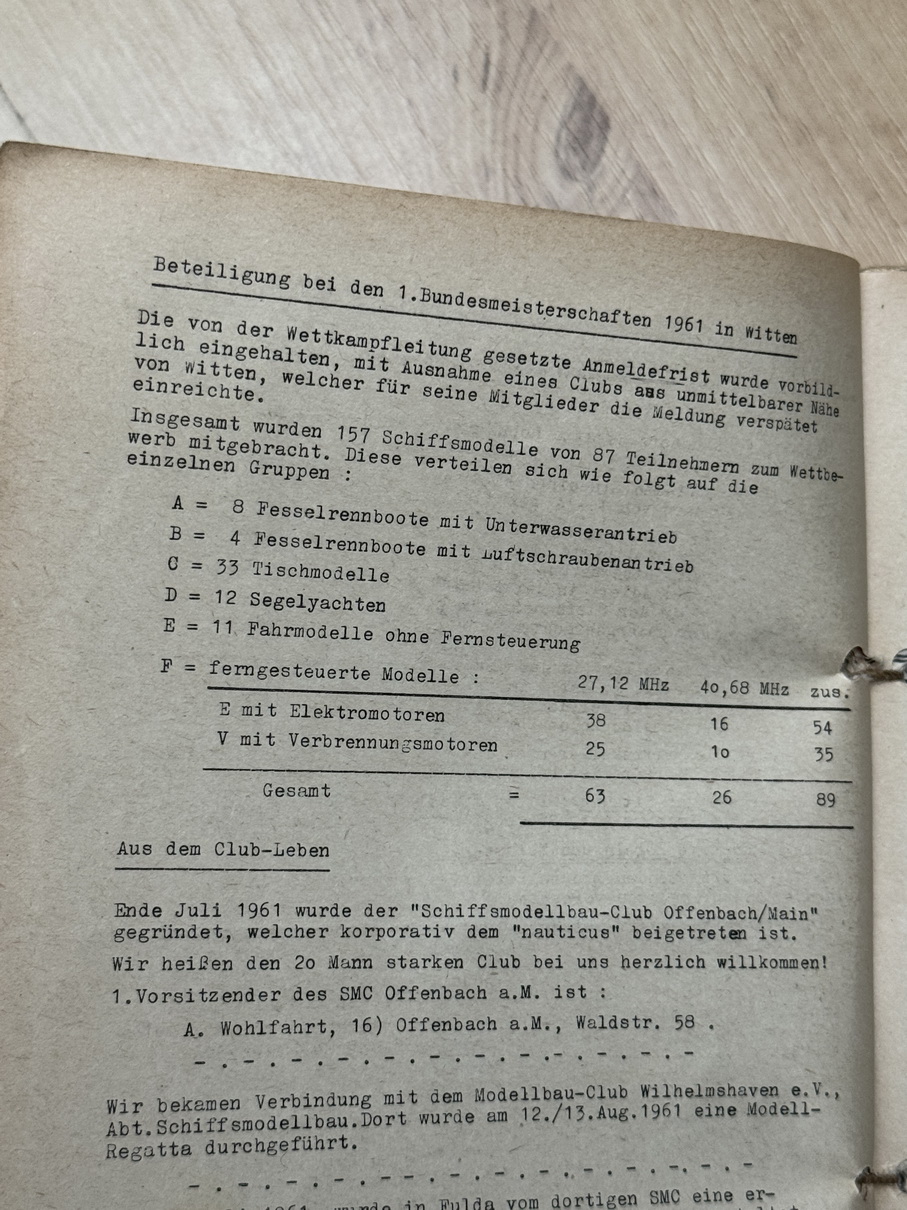 Beteiligung bei den 1.Bundesmeisterschaften 1961 in Witten
Die von der Wettkampfleitung gesetzte Anmeldefrist wurde vorbild-
lich eingehalten, mit Ausnahme eines Clubs aus unmittelbarer Nähe
von Witten, welcher für seine Mitglieder die Meldung verspätet
einreichte.
Insgesamt wurden 157 Schiffsmodelle von 87 Teilnehmern zum Wettbe-
werb mitgebracht. Diese verteilen sich wie folgt auf die
einzelnen Gruppen :
A = 8 Fesselrennboote mit Unterwasserantrieb
B = 4 Fesselrennboote mit Luftschraubenantrieb
C = 33 Tischmodelle
D = 12 Segelyachten
E = 11 Fahrmodelle ohne Fernsteuerung
F = ferngesteuerte Modelle : 27,12 MHz 4o,68 MHz zus.
E mit Elektromotoren 38 16 54
V mit Verbrennungsmotoren 25 1o 35
Gesamt = 63 26 89
Aus dem Club-Leben
Ende Juli 1961 wurde der "Schiffsmodellbau-Club Offenbach/Main"
gegründet, welcher korporativ dem "nauticus" beigetreten ist.
Wir heißen den 2o Mann starken Club bei uns herzlich willkommen!
1.Vorsitzender des SMC Offenbach a.M. ist :
A. Wohlfahrt, 16) Offenbach a.M., Waldstr. 58 .
- . - . - . - . - . - . - . - . - . - . -
Wir bekamen Verbindung mit dem Modellbau-Club Wilhelmshaven e.V.,
Abt.Schiffsmodellbau.Dort wurde am 12./13.Aug.1961 eine Modell-
Regatta durchgeführt.
- . - . - . - . - . - . - . - . - . - . - . -
1961 wurde in Fulda vom dortigen SMC eine er-